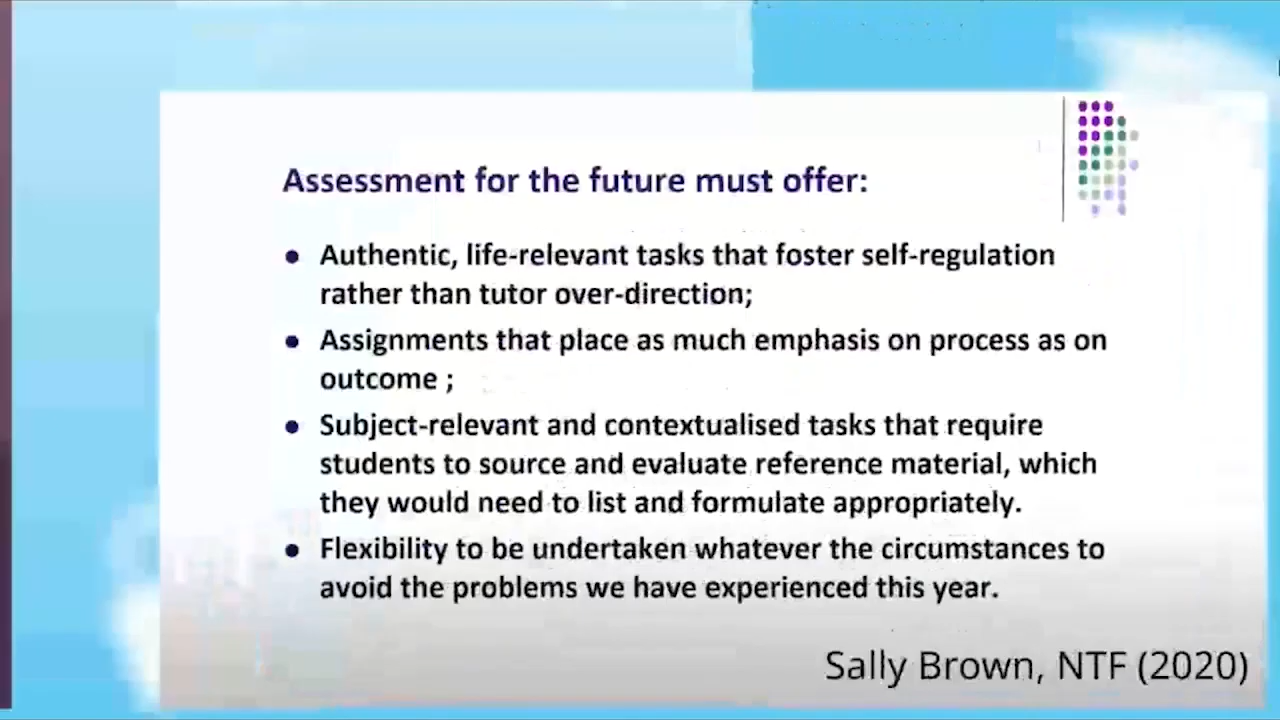 Assessment for the future must offer:
● Authentic, life-relevant tasks that foster self-regulation
rather than tutor over-direction;
● Assignments that place as much emphasis on process as on
outcome ;
● Subject-relevant and contextualised tasks that require
students to source and evaluate reference material, which
they would need to list and formulate appropriately.
● Flexibility to be undertaken whatever the circumstances to
avoid the problems we have experienced this year.
Sally Brown, NTF (2020)